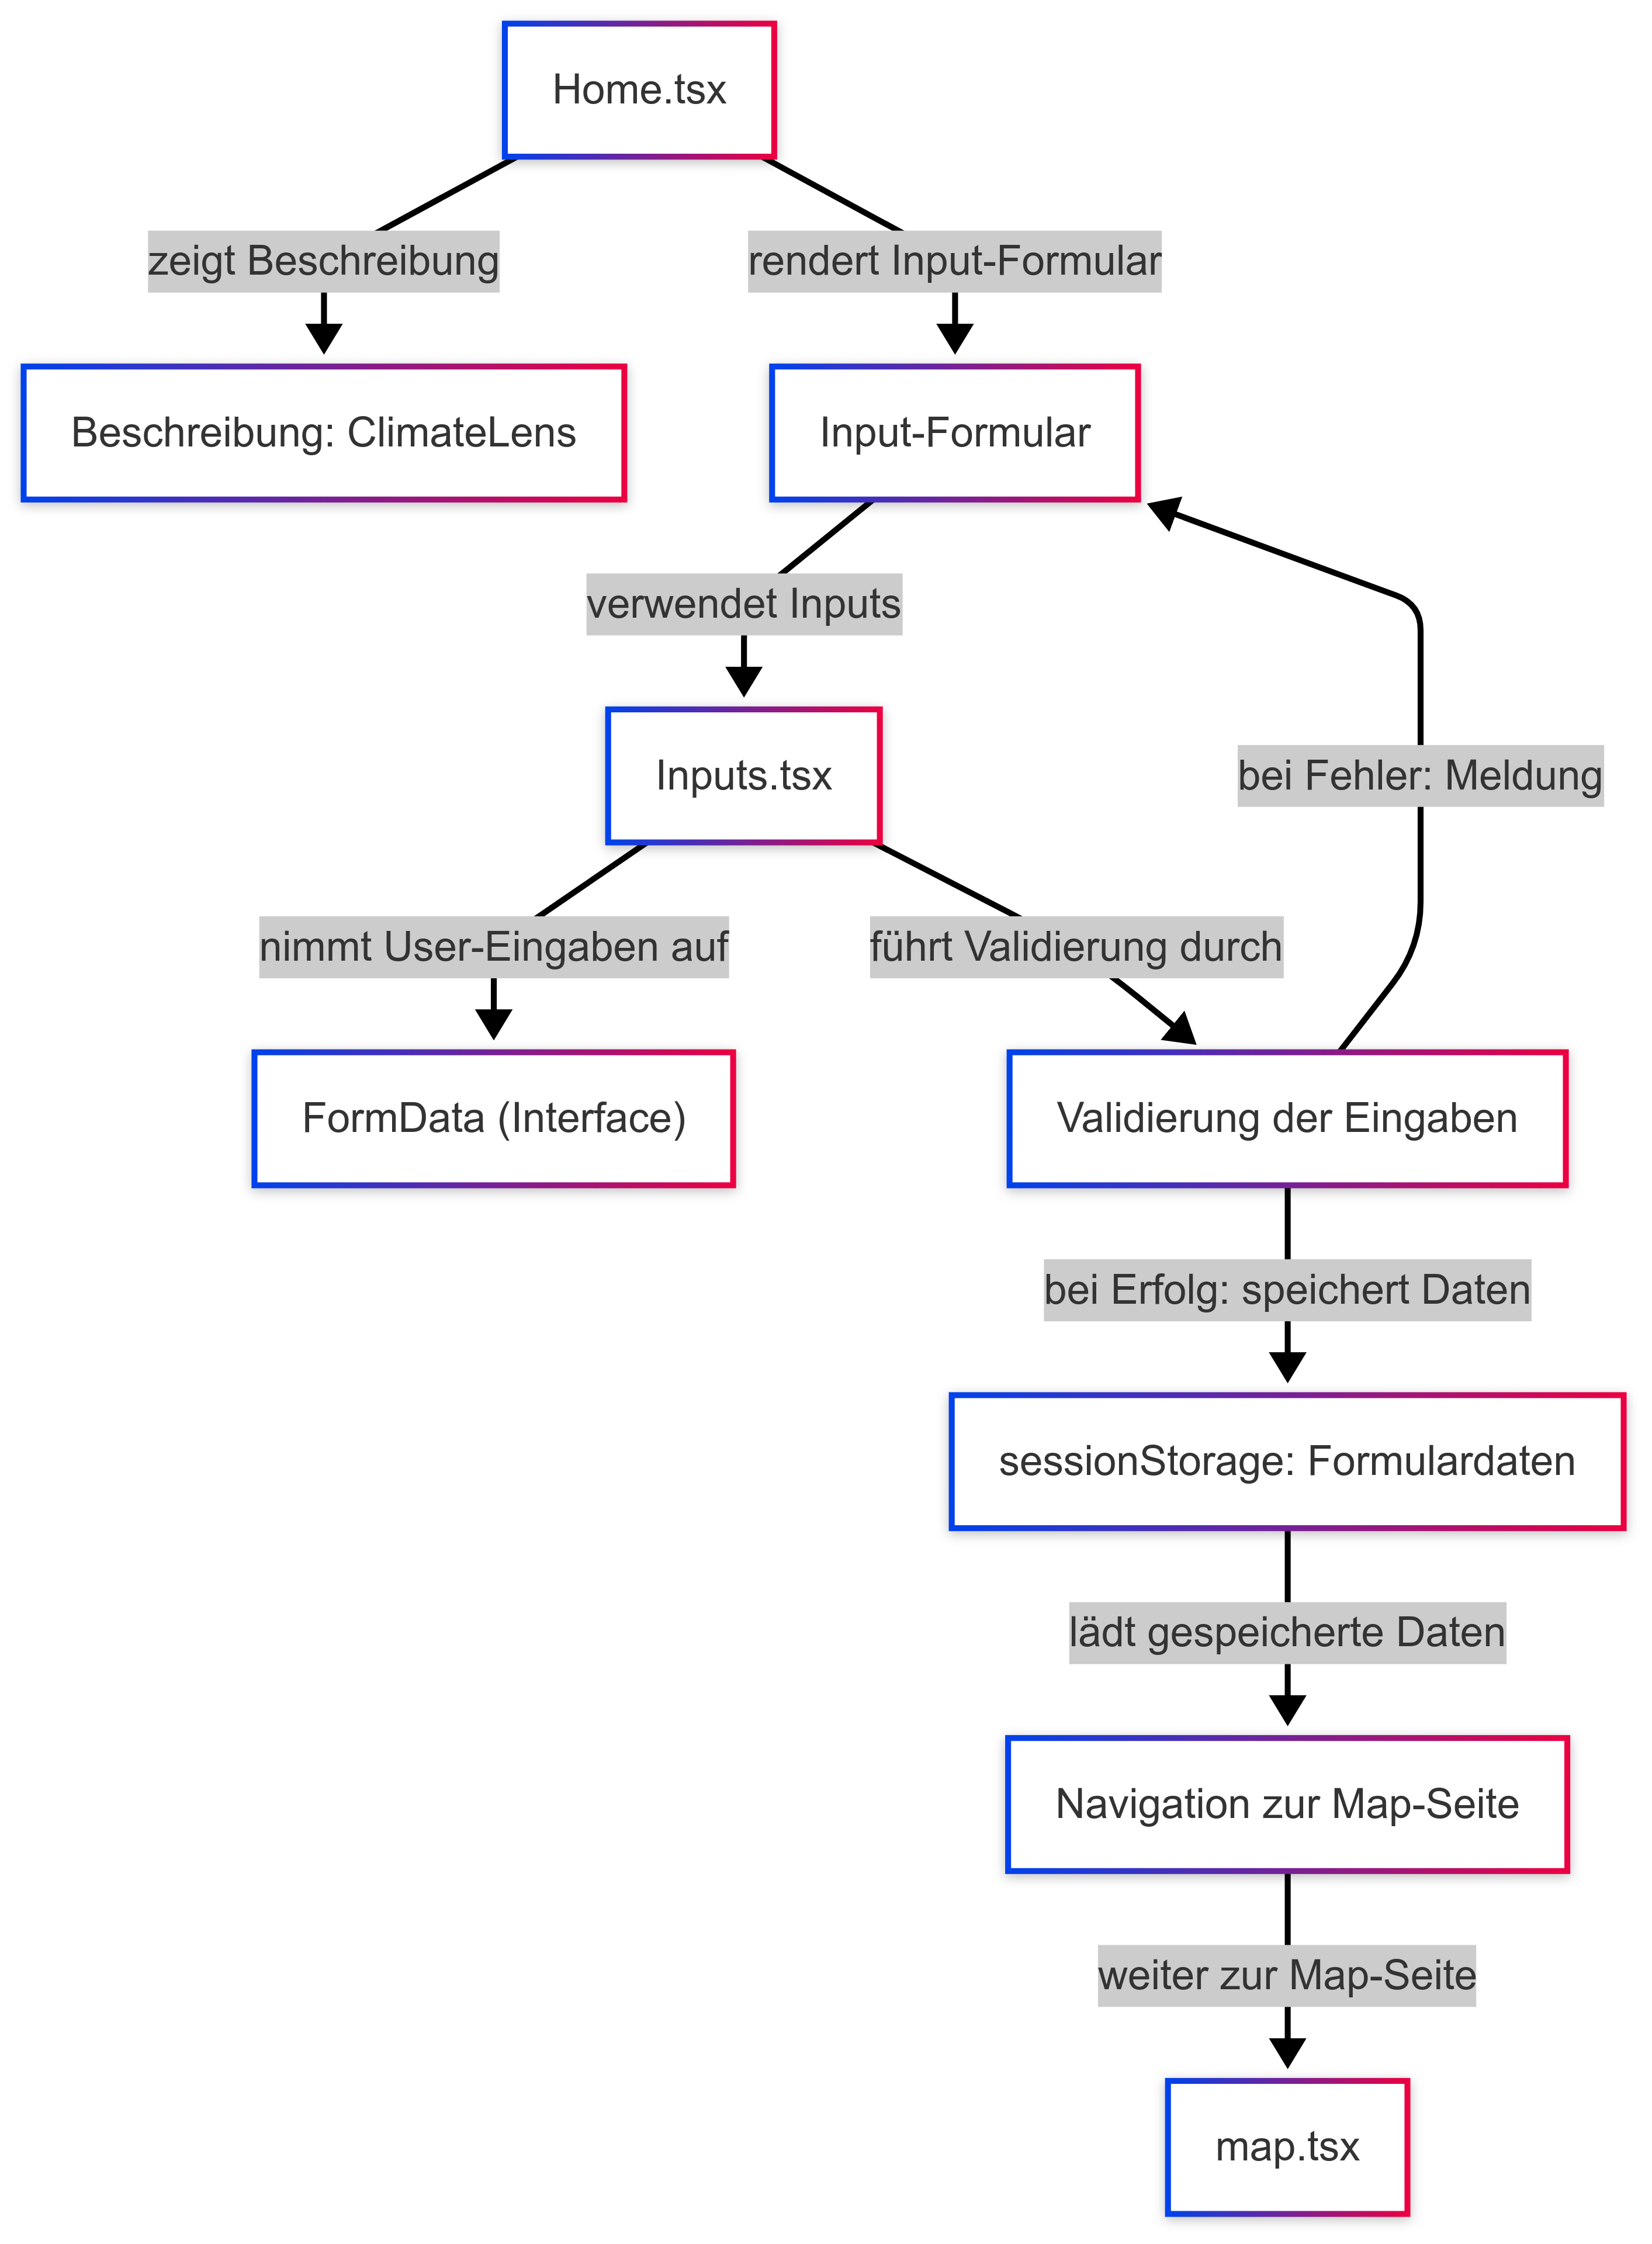 Home.tsx
zeigt Beschreibung
rendert Input-Formular
Beschreibung: ClimateLens
Input-Formular
verwendet Inputs
Inputs.tsx
bei Fehler: Meldung
nimmt User-Eingaben auf
führt Validierung durch
FormData (Interface)
Validierung der Eingaben
bei Erfolg: speichert Daten
sessionStorage: Formulardaten
lädt gespeicherte Daten
Navigation zur Map-Seite
weiter zur Map-Seite
map.tsx